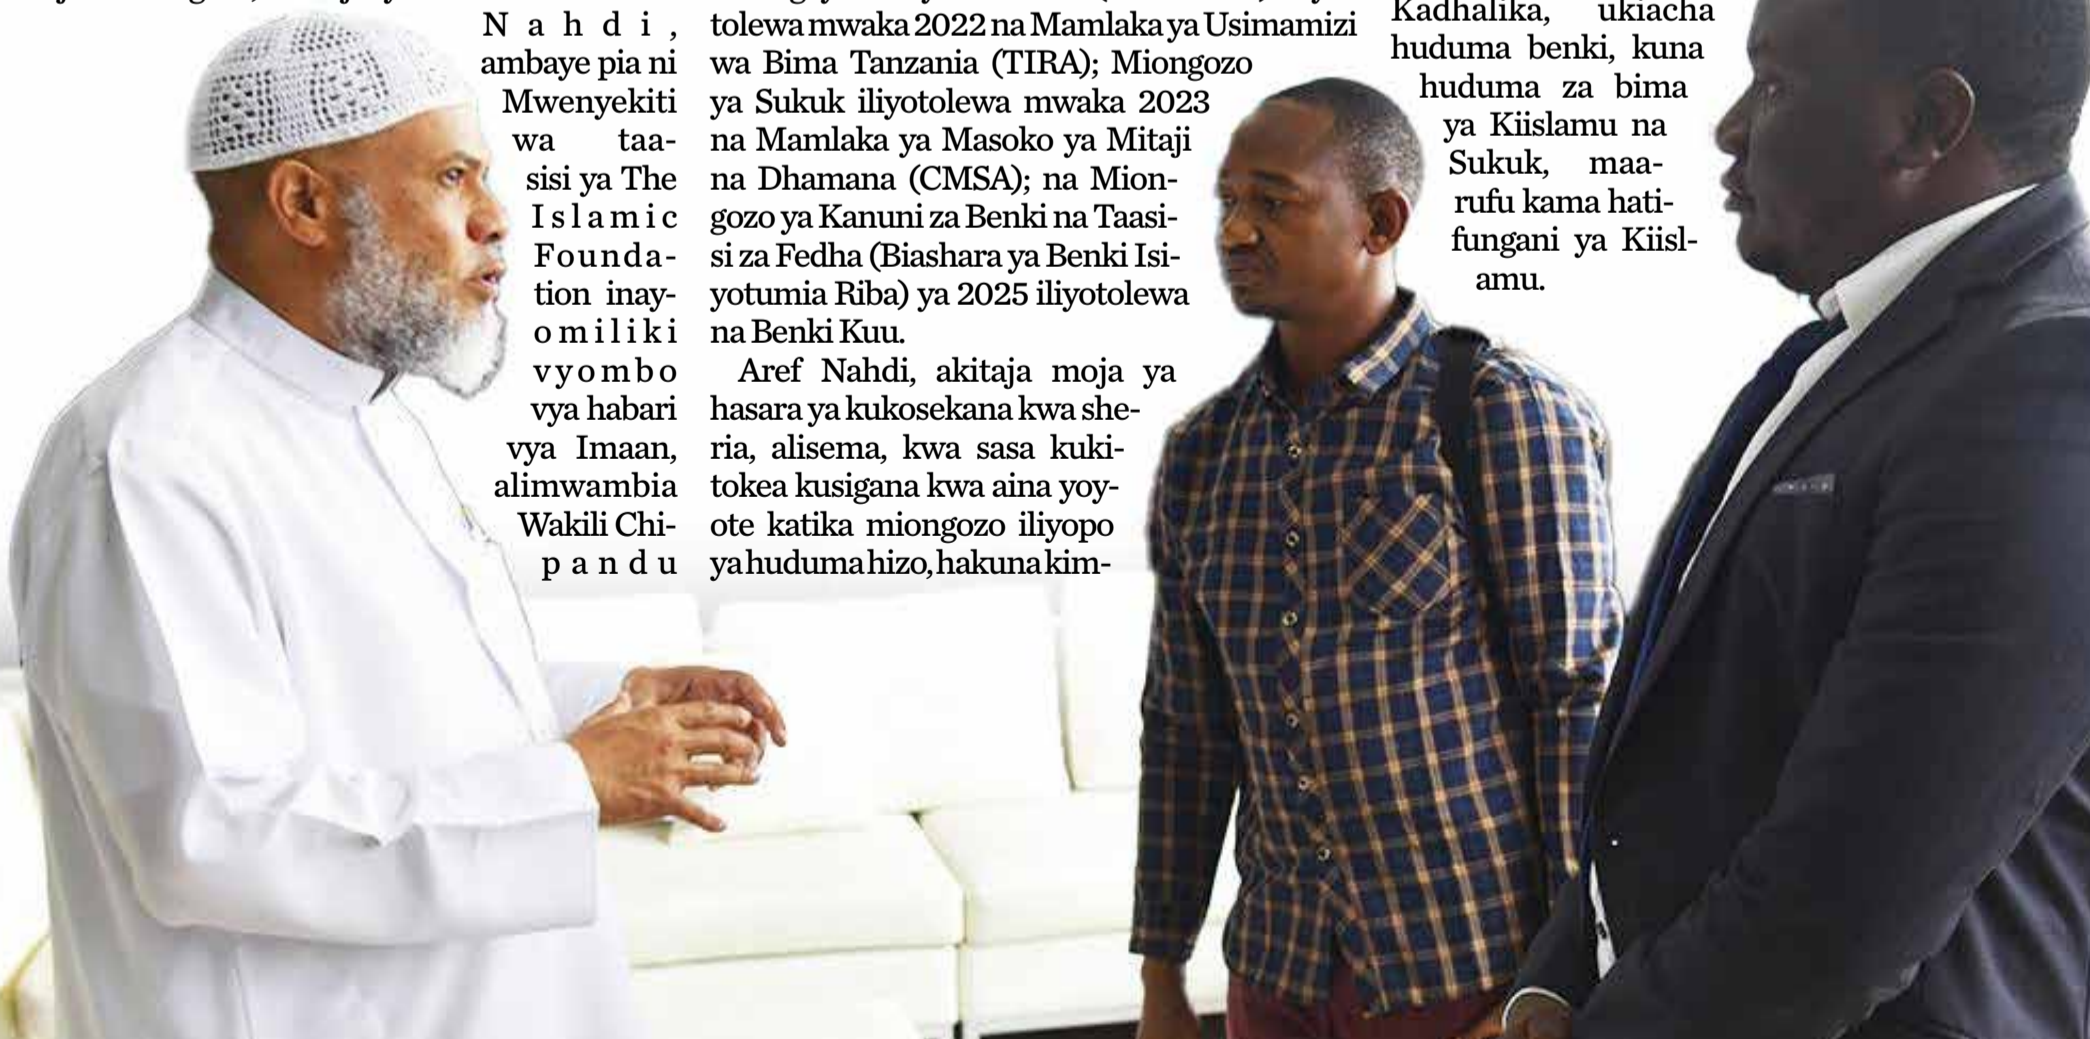 N a h d i ,
ambaye pia ni
Mwenyekiti
wa taa-
sisi ya The
Islamic
Founda-
tion inay-
omiliki
vyombo
vya habari
vya Imaan,
alimwambia
Wakili Chi-
pandu
tolewa mwaka 2022 na Mamlaka ya Usimamizi
wa Bima Tanzania (TIRA); Miongozo
ya Sukuk iliyotolewa mwaka 2023
na Mamlaka ya Masoko ya Mitaji
na Dhamana (CMSA); na Mion-
gozo ya Kanuni za Benki na Taasi-
si za Fedha (Biashara ya Benki Isi-
yotumia Riba) ya 2025 iliyotolewa
na Benki Kuu.
Aref Nahdi, akitaja moja ya
hasara ya kukosekana kwa she-
ria, alisema, kwa sasa kuki-
tokea kusigana kwa aina yoy-
ote katika miongozo iliyopo
ya huduma hizo, hakuna kim-
Kadhalika, ukiacha
huduma benki, kuna
huduma za bima
ya Kiislamu na
Sukuk, maa-
rufu kama hati-
fungani ya Kiisl-
amu.